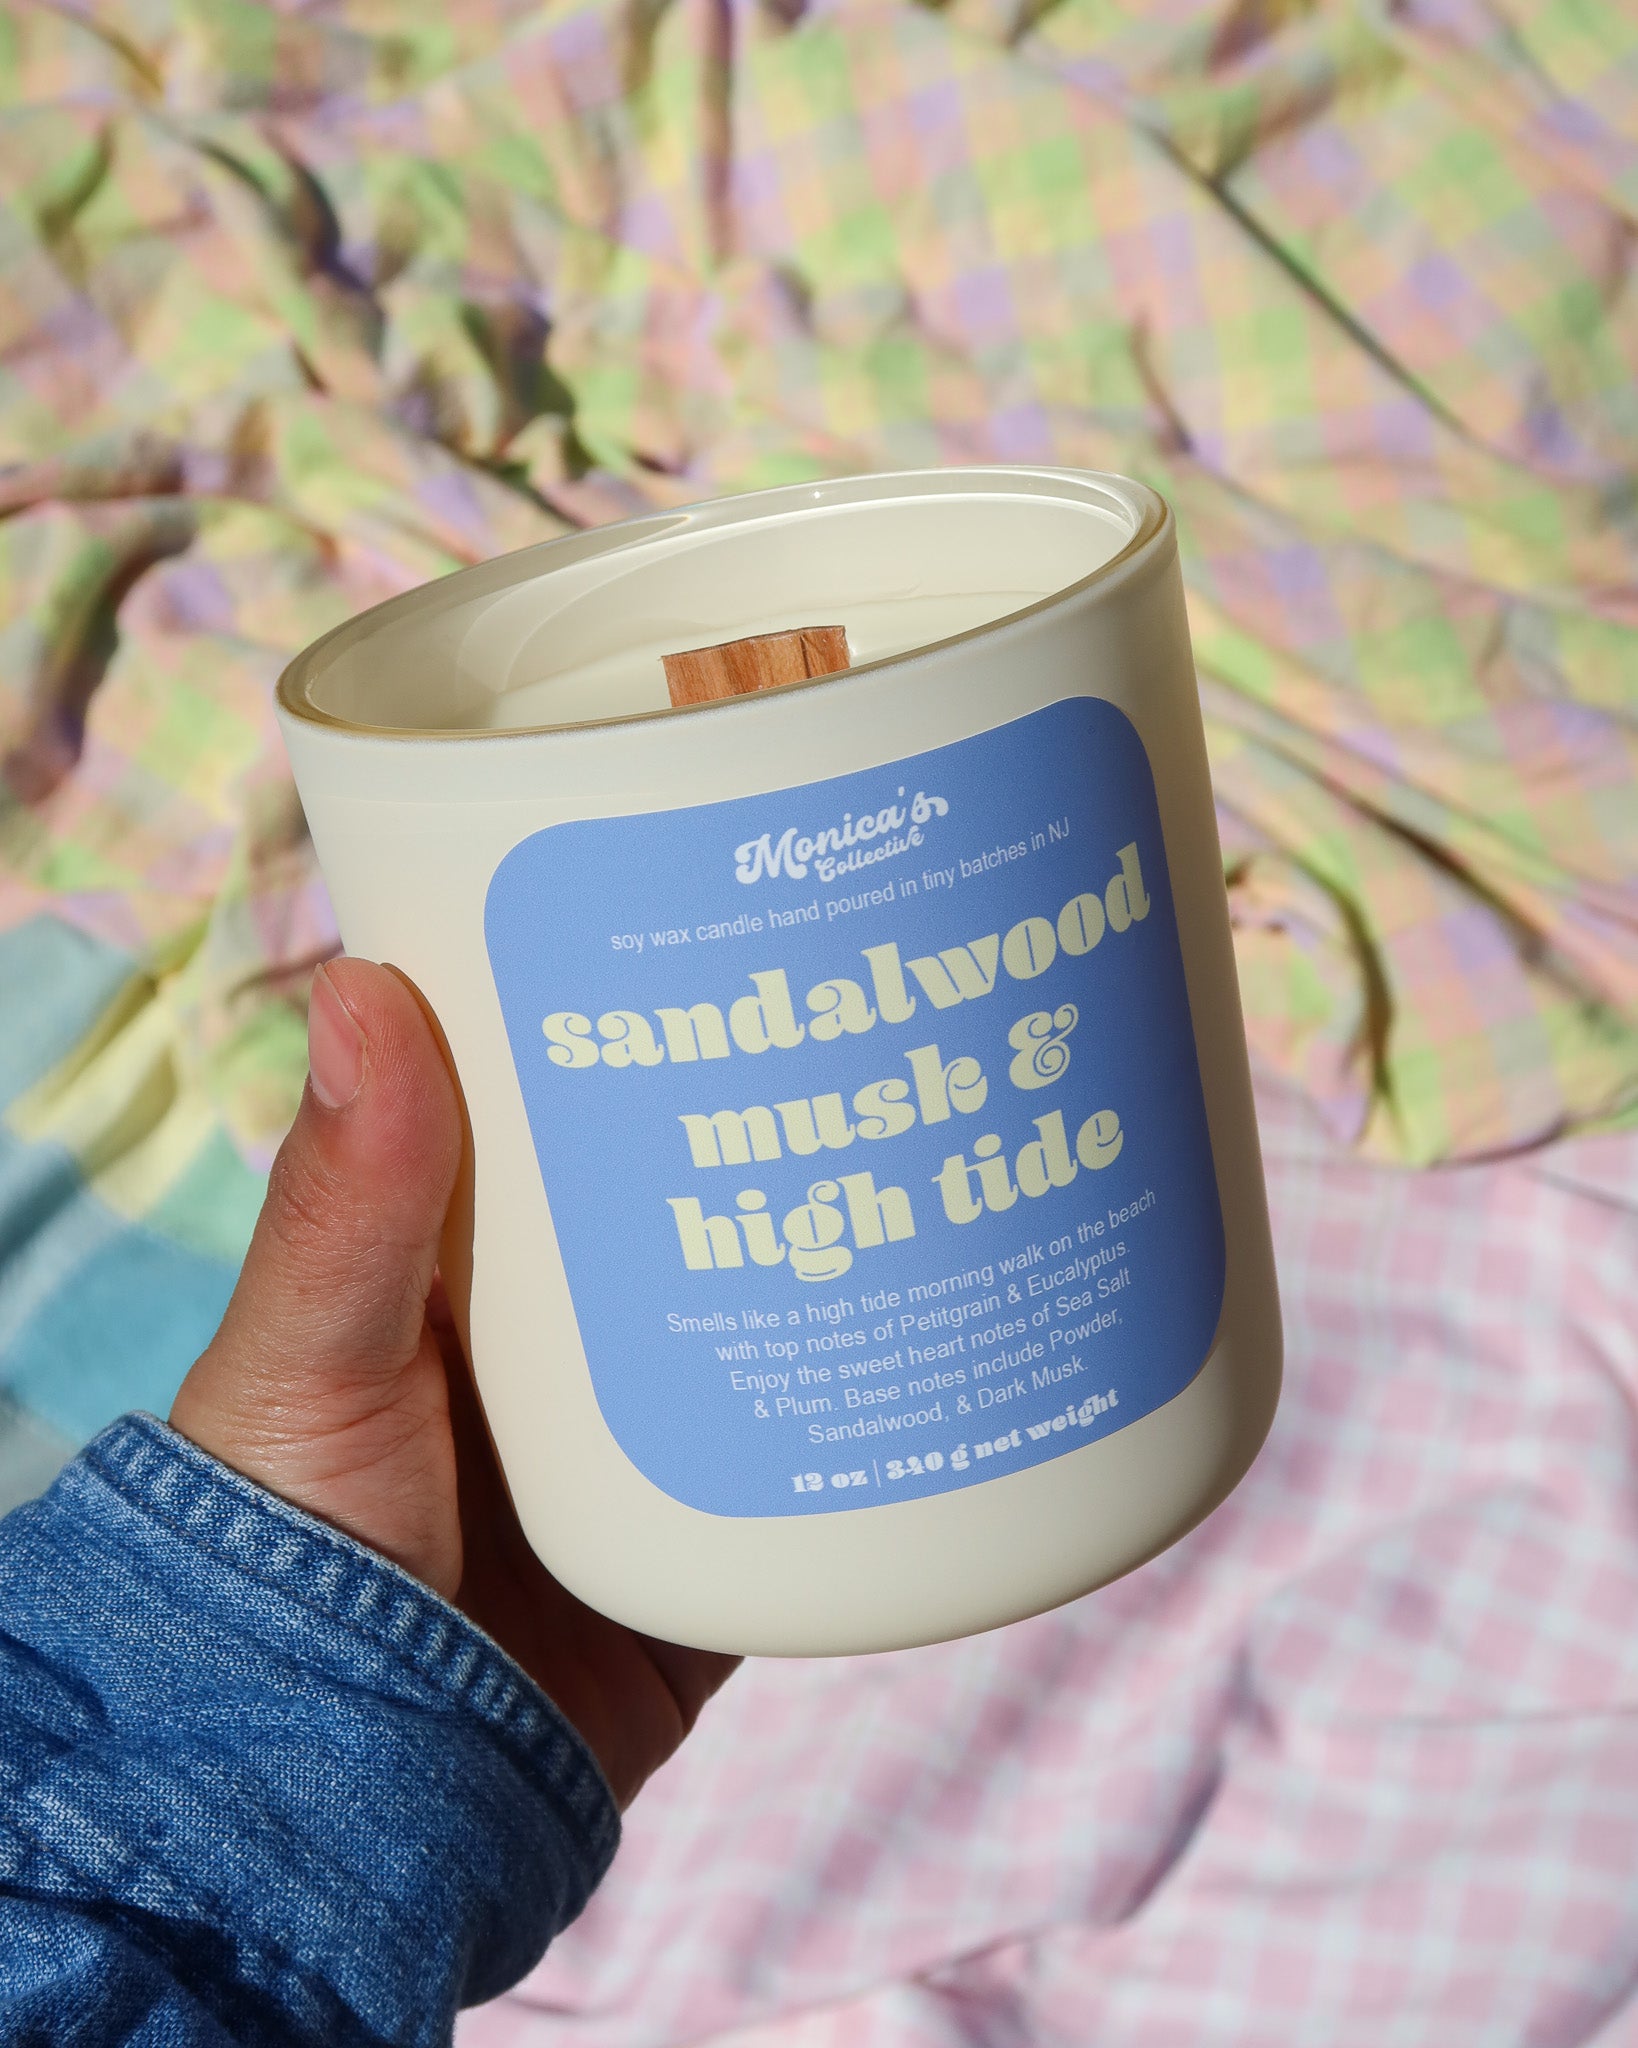 Monica's
Collective
soy wax candle hand poured in tiny batches in NJ
sandalwood
musk &
high tide
Smells like a high tide morning walk on the beach
with top notes of Petitgrain & Eucalyptus.
Enjoy the sweet heart notes of Sea Salt
& Plum. Base notes include Powder,
Sandalwood, & Dark Musk.
12 oz | 340 g net weight